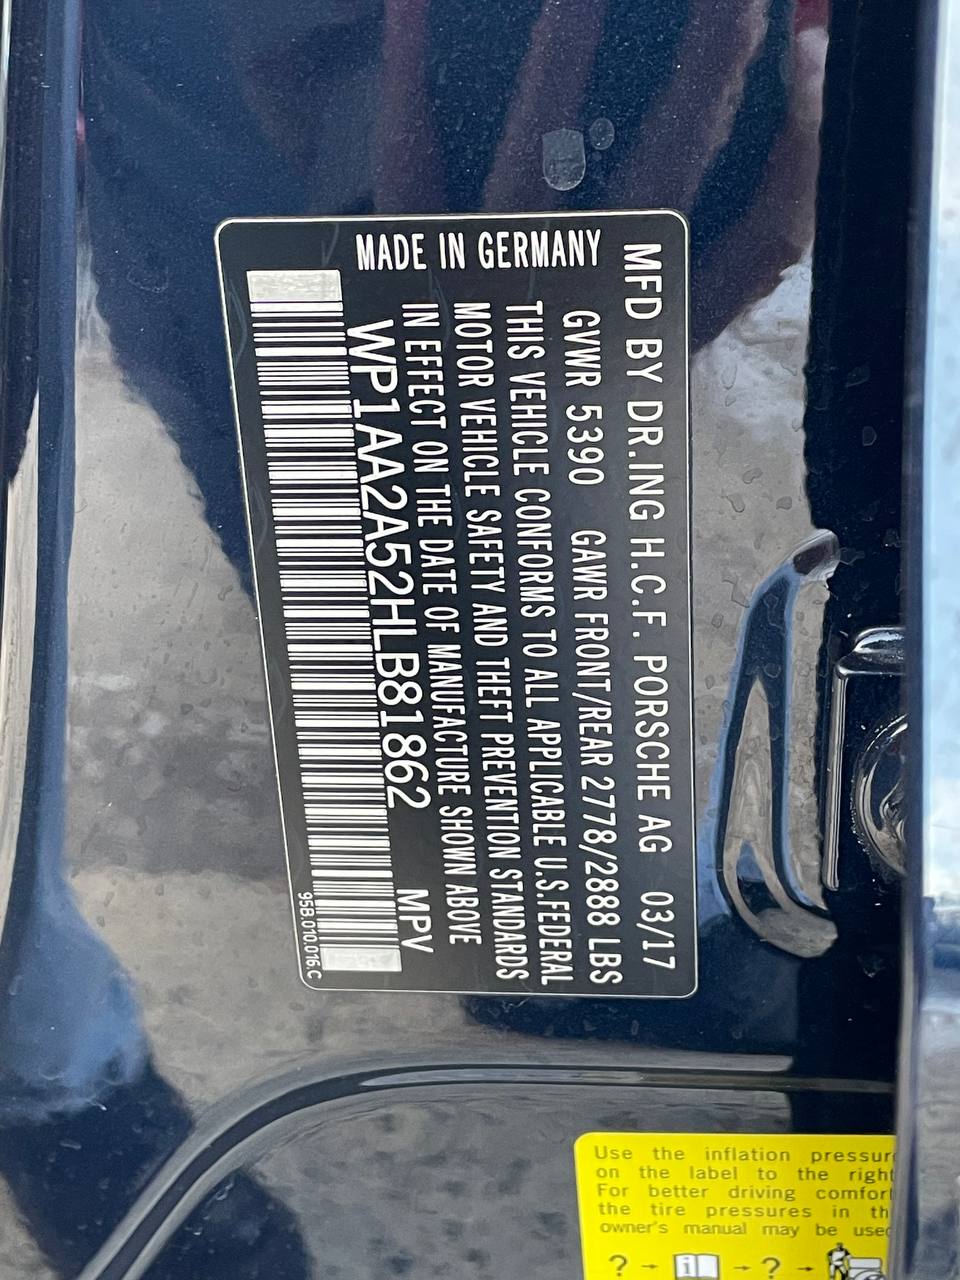 MFD BY DR.ING H.C.F. PORSCHE AG 03/17
GVWR 5390 GAWR FRONT/REAR 2778/2888 LBS
THIS VEHICLE CONFORMS TO ALL APPLICABLE U.S.FEDERAL
MOTOR VEHICLE SAFETY AND THEFT PREVENTION STANDARDS
IN EFFECT ON THE DATE OF MANUFACTURE SHOWN ABOVE
WP1AA2A52HLB81862 MPV
95B.010.016.C
MADE IN GERMANY
Use the inflation pressur
on the label to the right
For better driving comfor
the tire pressures in th
owner's manual may be used
? → i → ? →